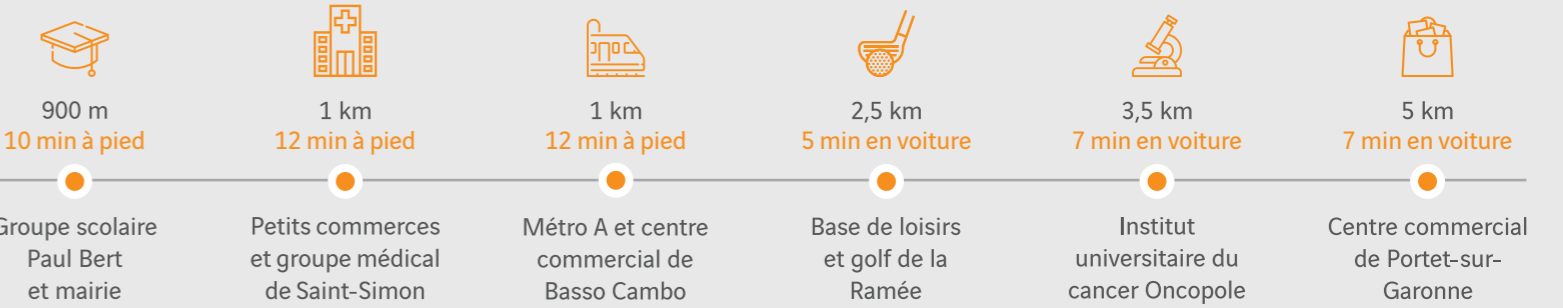 900 m
10 min à pied
Groupe scolaire
Paul Bert
et mairie
1 km
12 min à pied
Petits commerces
et groupe médical
de Saint-Simon
1 km
12 min à pied
Métro A et centre
commercial de
Basso Cambo
2,5 km
5 min en voiture
Base de loisirs
et golf de la
Ramée
3,5 km
7 min en voiture
Institut
universitaire du
cancer Oncopole
5 km
7 min en voiture
Centre commercial
de Portet-sur-
Garonne